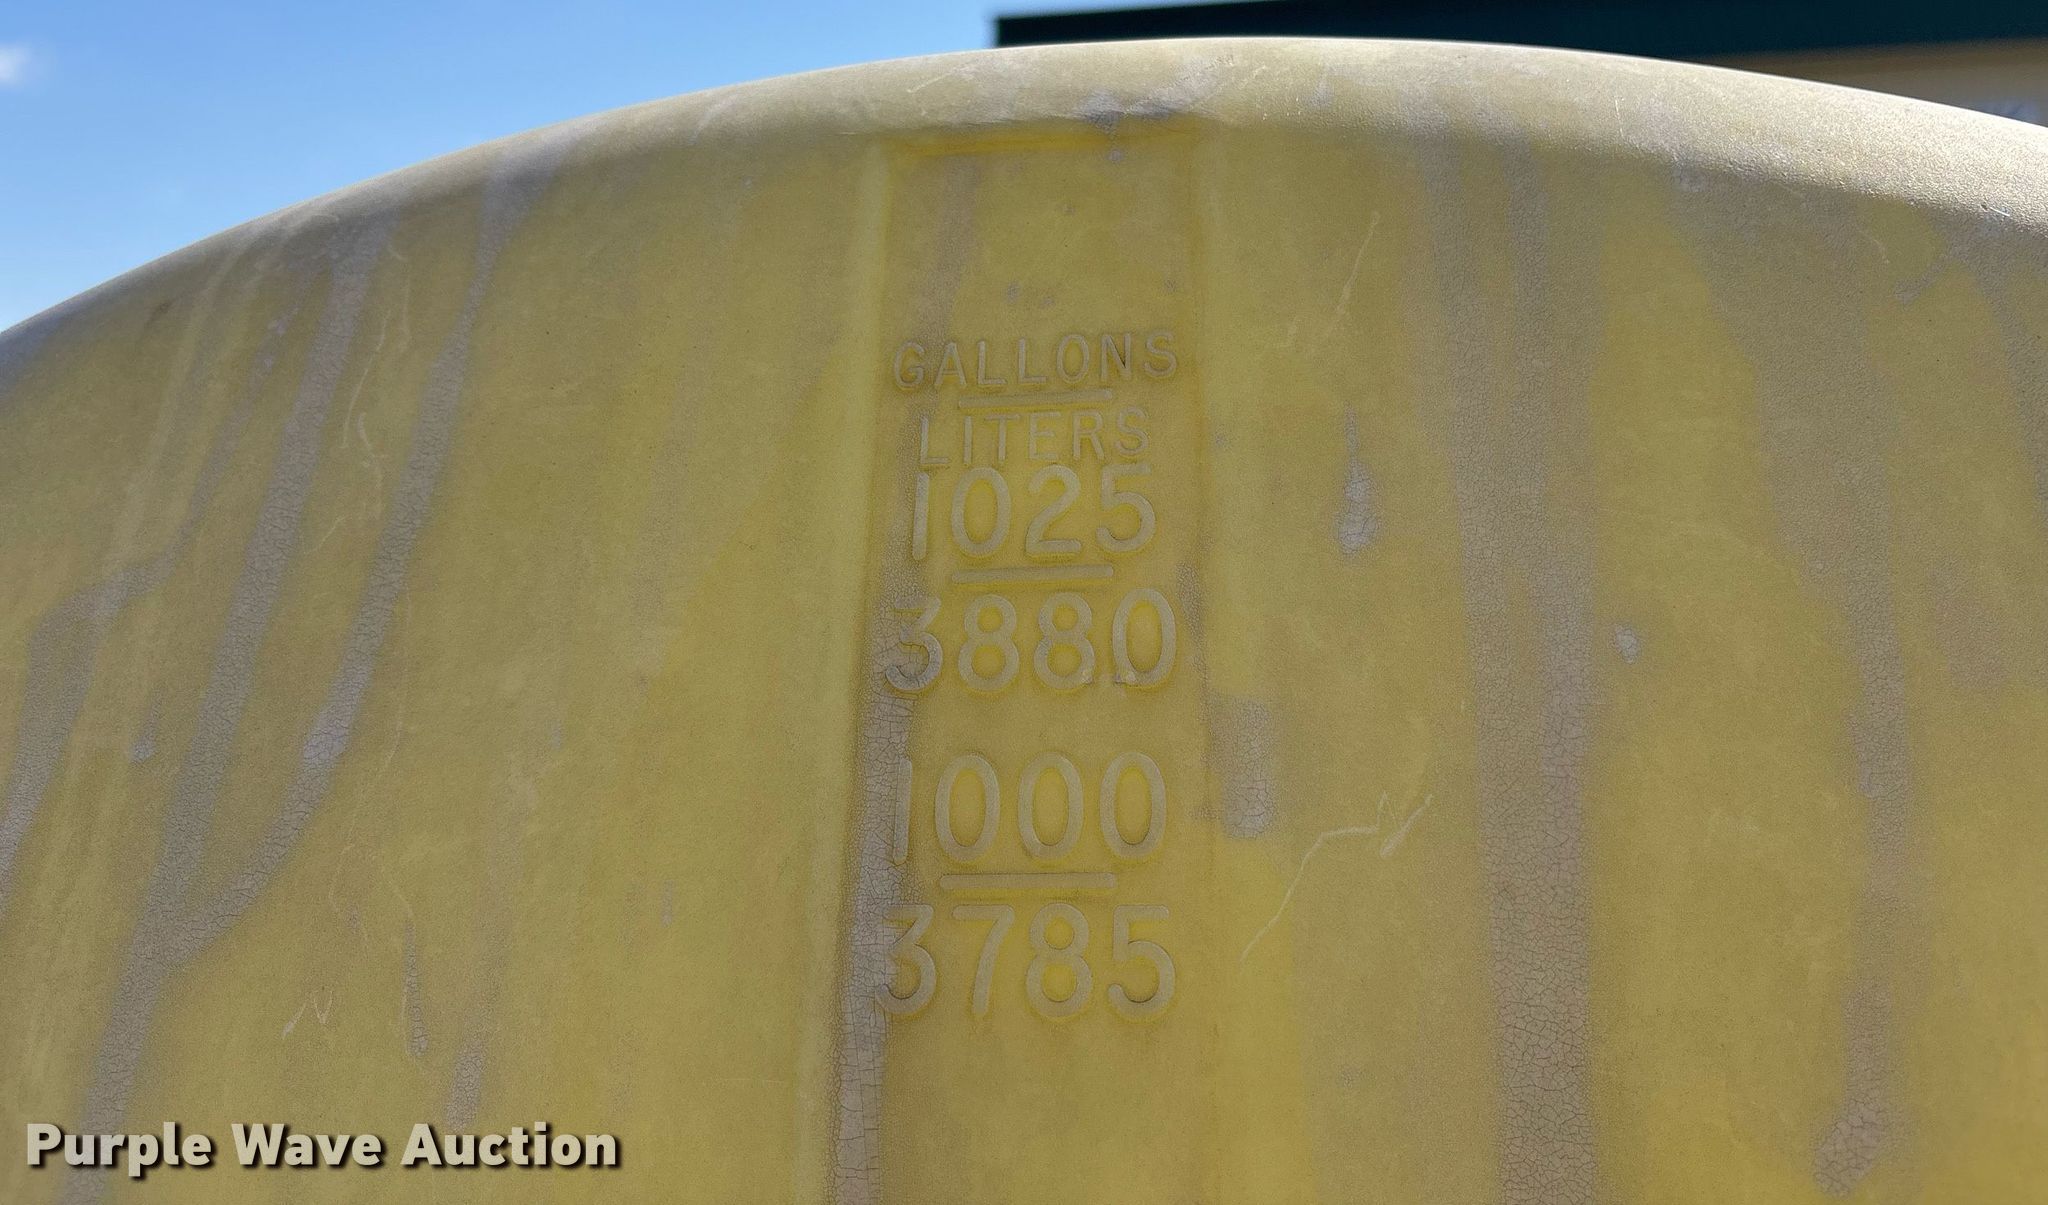 GALLONS
LITERS
1025
3880
1000
3785
Purple Wave Auction